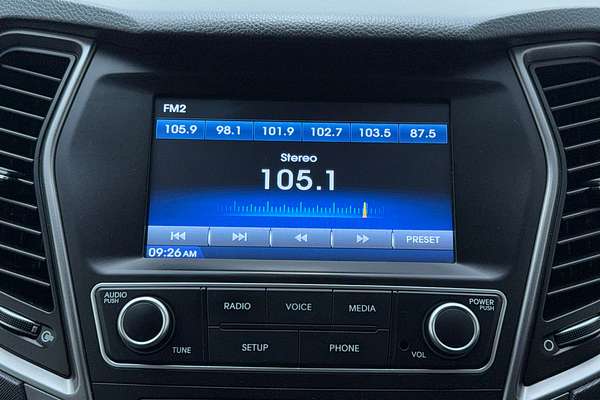 FM2
105.9 98.1 101.9 102.7 103.5 87.5
Stereo
105.1
PRESET
09:26 AM
AUDIO
PUSH
TUNE
RADIO VOICE MEDIA
SETUP PHONE
POWER
PUSH
VOL